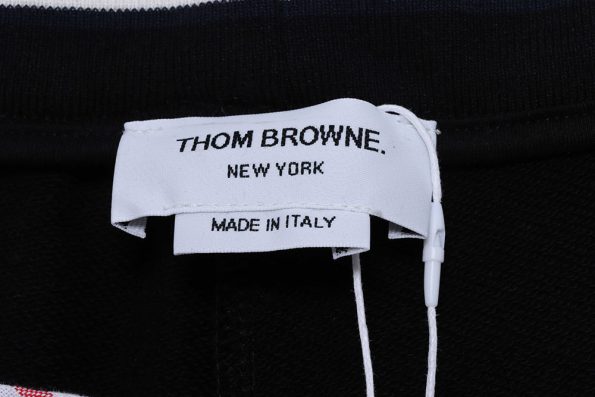 THOM BROWNE.
NEW YORK
MADE IN ITALY